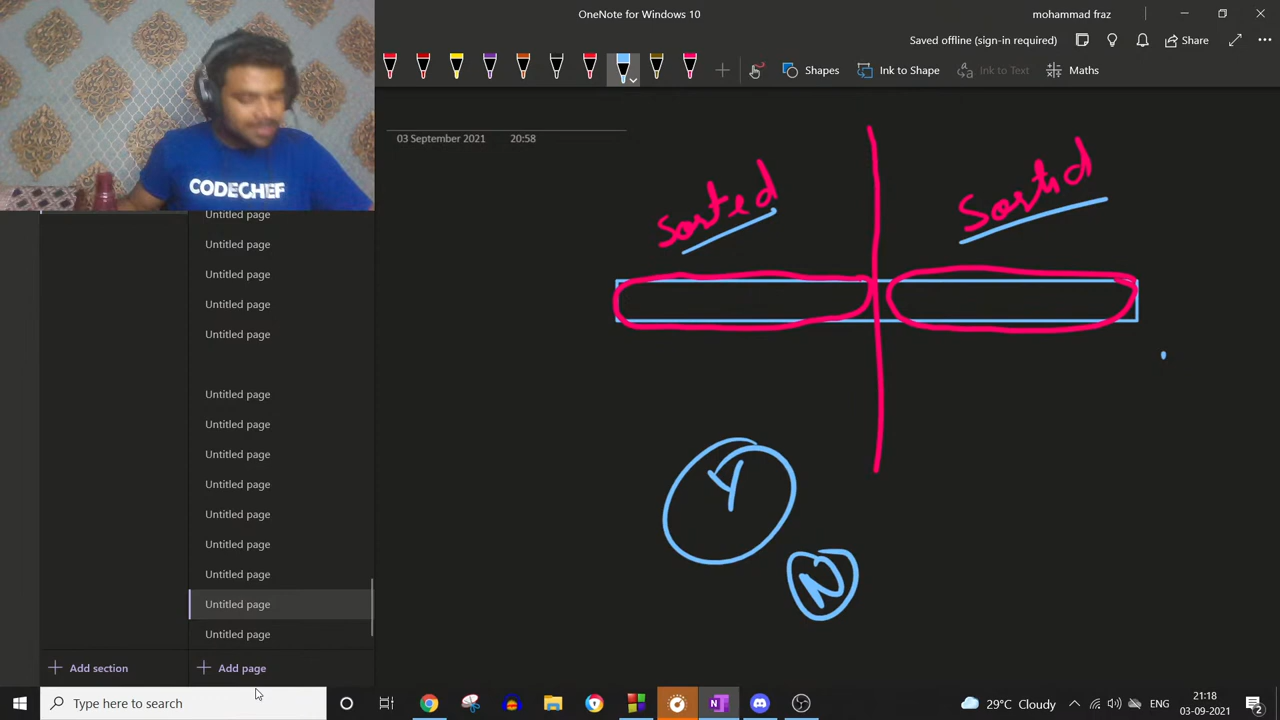 OneNote for Windows 10
mohammad fraz
Saved offline (sign-in required)
Share
Shapes
Ink to Shape
Ink to Text
Maths
03 September 2021
20:58
Sorted
Sorted
CODECHEF
Untitled page
Untitled page
Untitled page
Untitled page
Untitled page
Untitled page
Untitled page
Untitled page
Untitled page
Untitled page
Untitled page
Untitled page
Untitled page
Untitled page
Y
N
Add section
Add page
Type here to search
29°C Cloudy
ENG
21:18
03-09-2021
2